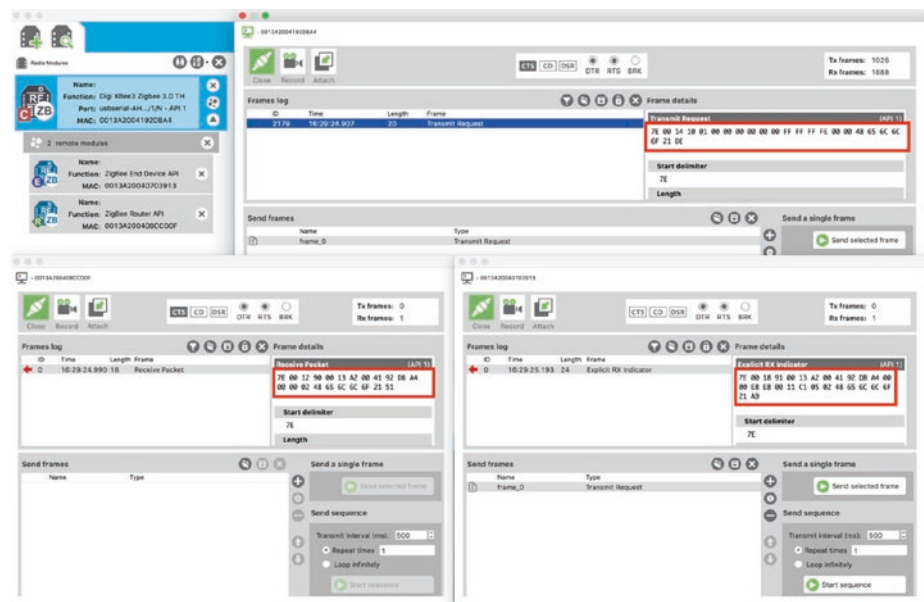 Radio Modules
Name:
Function: Digi XBee3 Zigbee 3.0 TH
Port: usbserial-AH.../1/N - API 1
MAC: 0013A2004192DBA4
2 remote modules
Name:
Function: ZigBee End Device API
MAC: 0013A20040703913
Name:
Function: ZigBee Router API
MAC: 0013A200408CCD0F
- 0013A2004192DBA4
Close Record Attach
CTS CD DSR DTR RTS BRK
Tx frames: 1026
Rx frames: 1688
Frames log
ID Time Length Frame
2179 16:29:24.907 20 Transmit Request
Frame details
Transmit Request (API 1)
7E 00 14 10 01 00 00 00 00 00 00 FF FF FF FE 00 00 48 65 6C 6C
6F 21 DE
Start delimiter
7E
Length
Send frames
Name Type
frame_0 Transmit Request
Send a single frame
Send selected frame
- 0013A200408CCD0F
Close Record Attach
CTS CD DSR DTR RTS BRK
Tx frames: 0
Rx frames: 1
Frames log
ID Time Length Frame
0 16:29:24.990 18 Receive Packet
Frame details
Receive Packet (API 1)
7E 00 12 90 00 13 A2 00 41 92 DB A4
00 00 02 48 65 6C 6C 6F 21 51
Start delimiter
7E
Length
Send frames
Name Type
Send a single frame
Send selected frame
Send sequence
Transmit interval (ms): 500
Repeat times 1
Loop infinitely
Start sequence
- 0013A20040703913
Close Record Attach
CTS CD DSR DTR RTS BRK
Tx frames: 0
Rx frames: 1
Frames log
ID Time Length Frame
0 16:29:25.193 24 Explicit RX Indicator
Frame details
Explicit RX Indicator (API 1)
7E 00 18 91 00 13 A2 00 41 92 DB A4 00
00 E8 E8 00 11 C1 05 02 48 65 6C 6C 6F
21 AD
Start delimiter
7E
Send frames
Name Type
frame_0 Transmit Request
Send a single frame
Send selected frame
Send sequence
Transmit interval (ms): 500
Repeat times 1
Loop infinitely
Start sequence